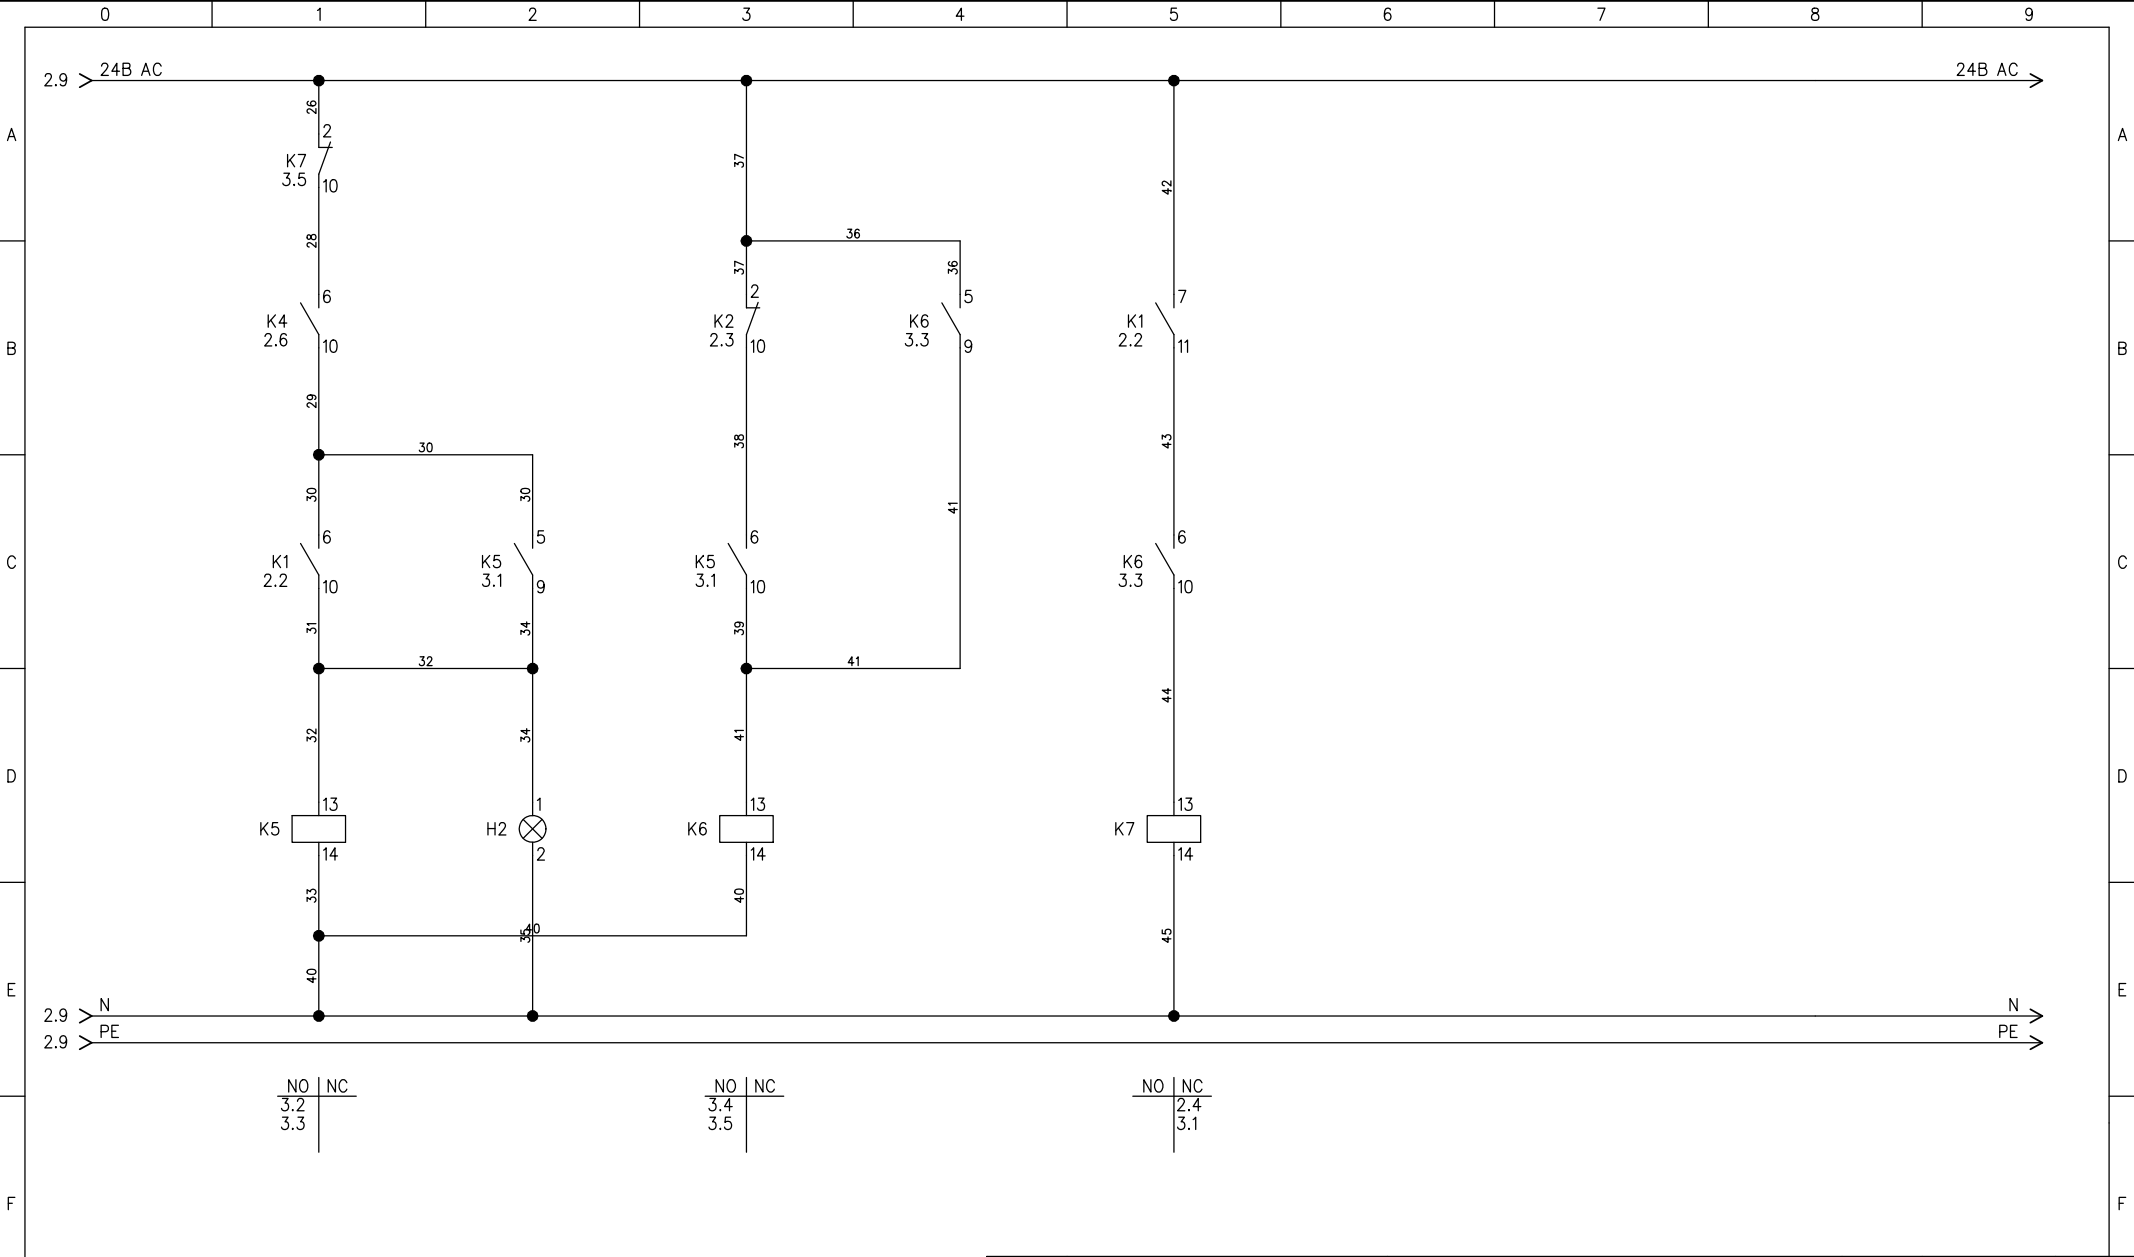 0 1 2 3 4 5 6 7 8 9
24B AC 24B AC
2.9
26
2
A K7 37 A
3.5 10 42
28 36
37 36
6 2 5 7
K4 K2 K6 K1
2.6 2.3 3.3 2.2
B 10 10 9 11 B
29
30 38 43
30 30 41
6 5 6 6
C K1 K5 K5 K6 C
2.2 3.1 3.1 3.3
10 9 10 10
31 34 39
32 41
32 34 41 44
D D
13 1 13 13
K5 H2 K6 K7
14 2 14 14
33 40
35 40 45
40
E E
N N
2.9
PE PE
2.9
NO NC NO NC NO NC
3.2 3.4 2.4
3.3 3.5 3.1
F F